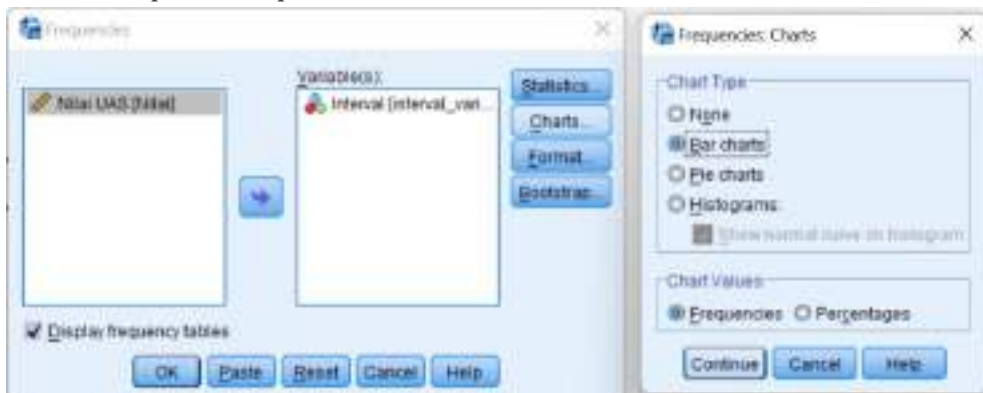 Frequencies
Nilai UAS [Nilai]
Variable(s):
Interval [interval_vari...
Statistics...
Charts...
Format...
Bootstrap...
Display frequency tables
OK
Paste
Reset
Cancel
Help
Frequencies: Charts
Chart Type
None
Bar charts
Pie charts
Histograms:
Show normal curve on histogram
Chart Values
Frequencies
Percentages
Continue
Cancel
Help